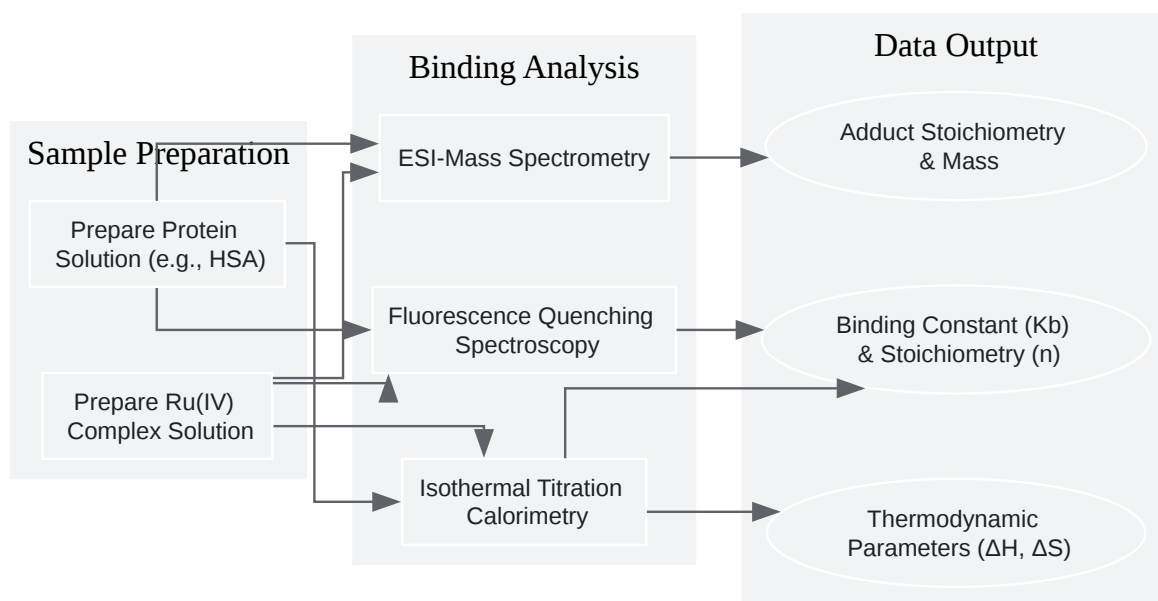 Sample Preparation
Prepare Protein
Solution (e.g., HSA)
Prepare Ru(IV)
Complex Solution
Binding Analysis
ESI-Mass Spectrometry
Fluorescence Quenching
Spectroscopy
Isothermal Titration
Calorimetry
Data Output
Adduct Stoichiometry
& Mass
Binding Constant (Kb)
& Stoichiometry (n)
Thermodynamic
Parameters (ΔH, ΔS)